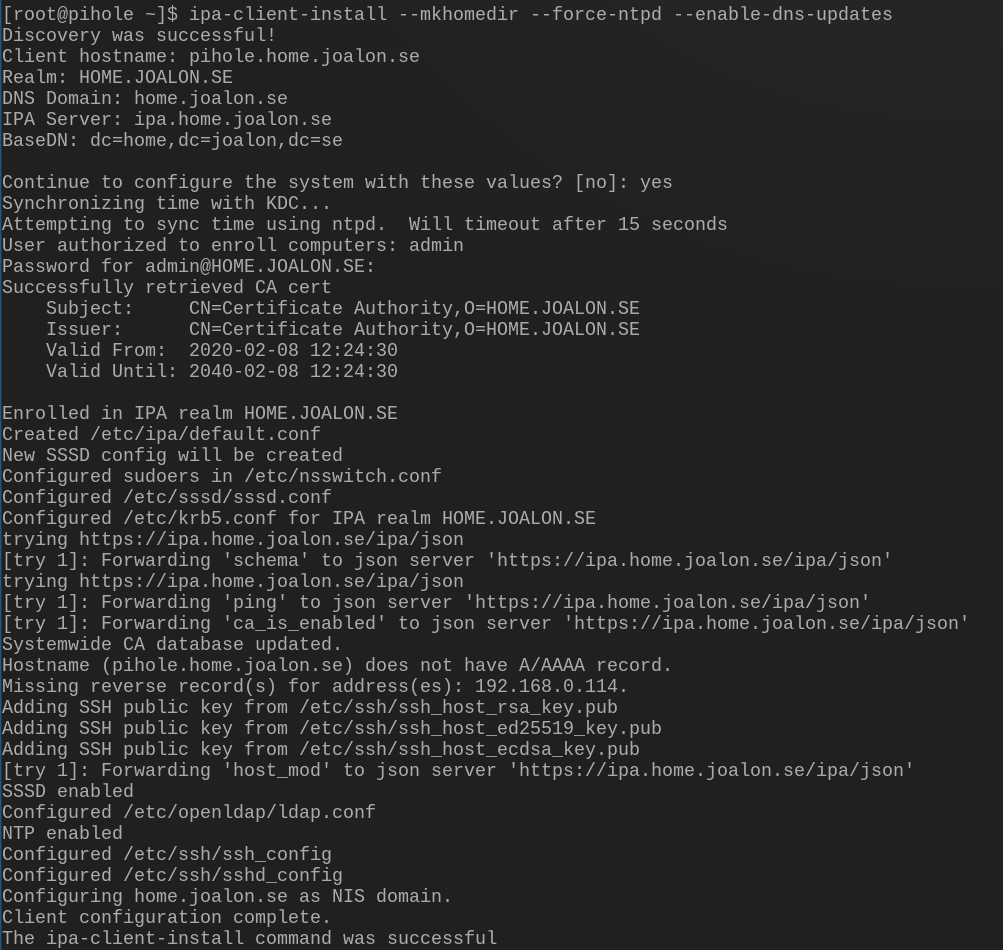 [root@pihole ~]$ ipa-client-install --mkhomedir --force-ntpd --enable-dns-updates
Discovery was successful!
Client hostname: pihole.home.joalon.se
Realm: HOME.JOALON.SE
DNS Domain: home.joalon.se
IPA Server: ipa.home.joalon.se
BaseDN: dc=home,dc=joalon,dc=se

Continue to configure the system with these values? [no]: yes
Synchronizing time with KDC...
Attempting to sync time using ntpd.  Will timeout after 15 seconds
User authorized to enroll computers: admin
Password for admin@HOME.JOALON.SE:
Successfully retrieved CA cert
    Subject:     CN=Certificate Authority,O=HOME.JOALON.SE
    Issuer:      CN=Certificate Authority,O=HOME.JOALON.SE
    Valid From:  2020-02-08 12:24:30
    Valid Until: 2040-02-08 12:24:30

Enrolled in IPA realm HOME.JOALON.SE
Created /etc/ipa/default.conf
New SSSD config will be created
Configured sudoers in /etc/nsswitch.conf
Configured /etc/sssd/sssd.conf
Configured /etc/krb5.conf for IPA realm HOME.JOALON.SE
trying https://ipa.home.joalon.se/ipa/json
[try 1]: Forwarding 'schema' to json server 'https://ipa.home.joalon.se/ipa/json'
trying https://ipa.home.joalon.se/ipa/json
[try 1]: Forwarding 'ping' to json server 'https://ipa.home.joalon.se/ipa/json'
[try 1]: Forwarding 'ca_is_enabled' to json server 'https://ipa.home.joalon.se/ipa/json'
Systemwide CA database updated.
Hostname (pihole.home.joalon.se) does not have A/AAAA record.
Missing reverse record(s) for address(es): 192.168.0.114.
Adding SSH public key from /etc/ssh/ssh_host_rsa_key.pub
Adding SSH public key from /etc/ssh/ssh_host_ed25519_key.pub
Adding SSH public key from /etc/ssh/ssh_host_ecdsa_key.pub
[try 1]: Forwarding 'host_mod' to json server 'https://ipa.home.joalon.se/ipa/json'
SSSD enabled
Configured /etc/openldap/ldap.conf
NTP enabled
Configured /etc/ssh/ssh_config
Configured /etc/ssh/sshd_config
Configuring home.joalon.se as NIS domain.
Client configuration complete.
The ipa-client-install command was successful